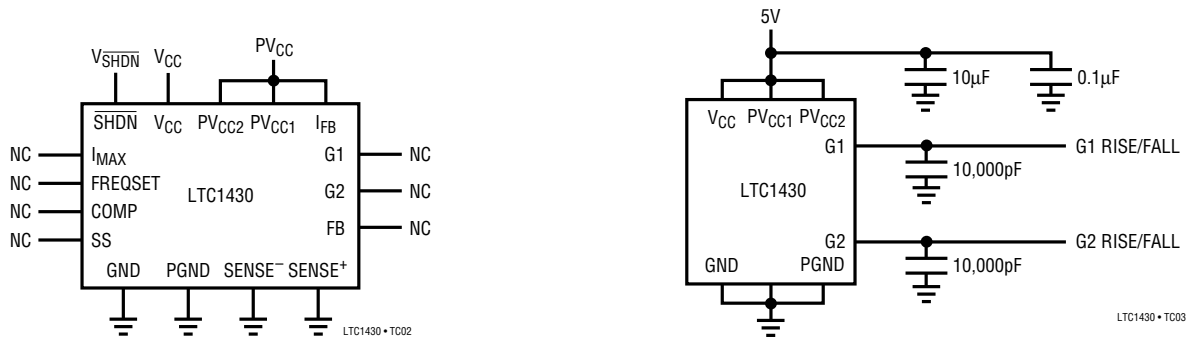 PVCC
VSHDN VCC
SHDN VCC PVCC2 PVCC1 IFB
NC IMAX G1 NC
NC FREQSET
LTC1430 G2 NC
NC COMP
FB NC
NC SS
GND PGND SENSE– SENSE+
LTC1430 • TC02
5V
10µF 0.1µF
VCC PVCC1 PVCC2
G1 G1 RISE/FALL
10,000pF
LTC1430
G2 G2 RISE/FALL
GND PGND 10,000pF
LTC1430 • TC03